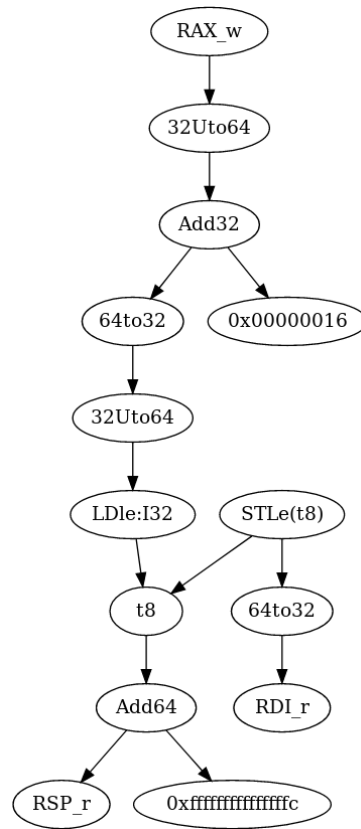 RAX_w
32Uto64
Add32
64to32
0x00000016
32Uto64
LDle:I32
STLe(t8)
t8
64to32
Add64
RDI_r
RSP_r
0xfffffffffffffffc